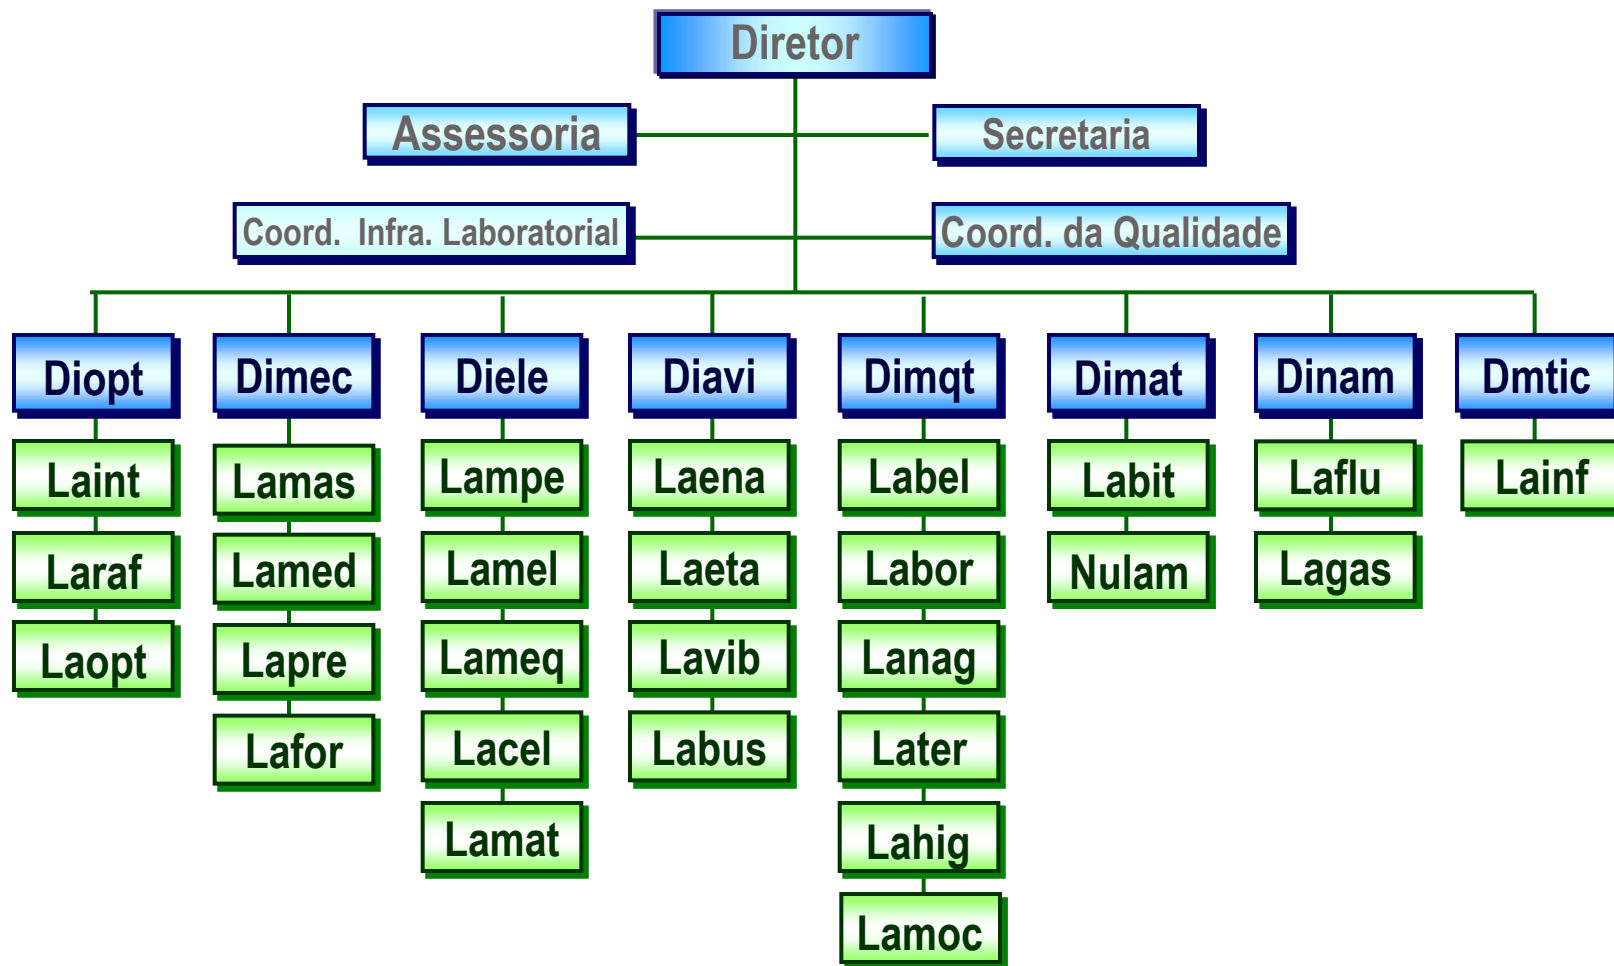 Diretor
Assessoria
Secretaria
Coord. Infra. Laboratorial
Coord. da Qualidade
Diopt
Dimec
Diele
Diavi
Dimqt
Dimat
Dinam
Dmtic
Laint
Lamas
Lampe
Laena
Label
Labit
Laflu
Lainf
Laraf
Lamed
Lamel
Laeta
Labor
Nulam
Lagas
Laopt
Lapre
Lameq
Lavib
Lanag
Lafor
Lacel
Labus
Later
Lamat
Lahig
Lamoc